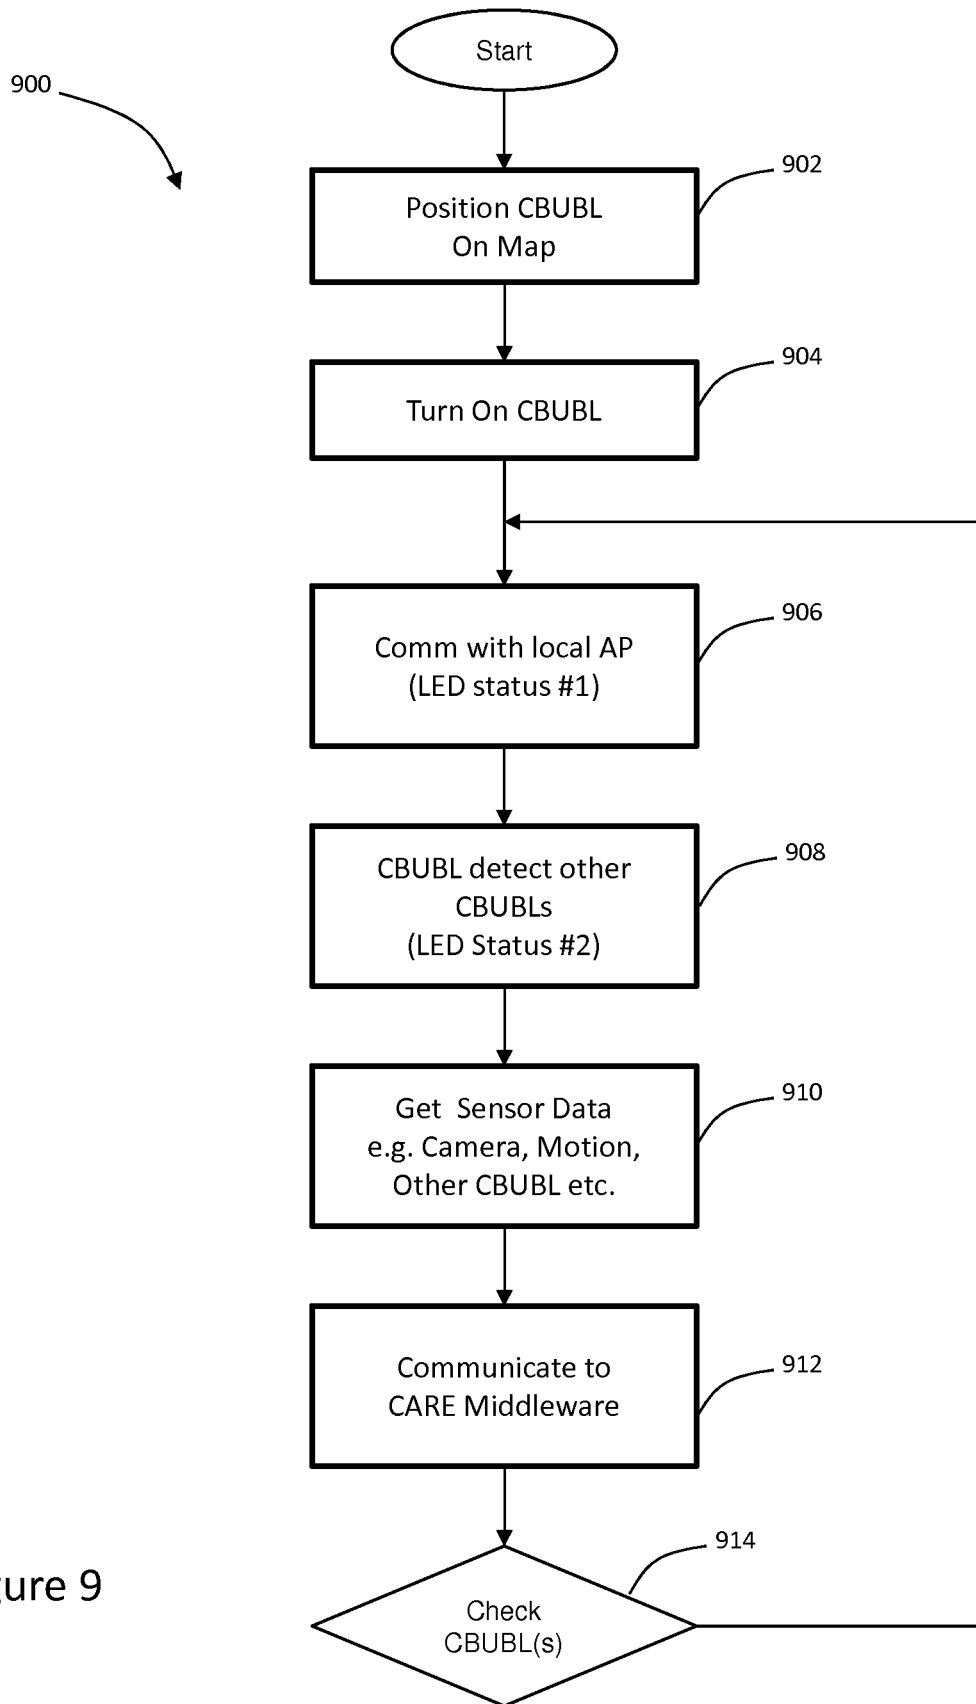 Start
900
902
Position CBUBL
On Map
904
Turn On CBUBL
906
Comm with local AP
(LED status #1)
908
CBUBL detect other
CBUBLs
(LED Status #2)
910
Get Sensor Data
e.g. Camera, Motion,
Other CBUBL etc.
912
Communicate to
CARE Middleware
914
gure 9
Check
CBUBL(s)